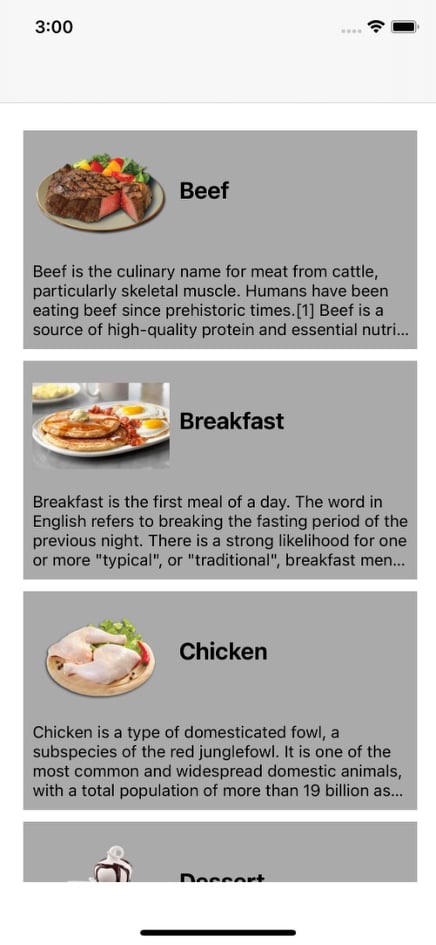 3:00
Beef
Beef is the culinary name for meat from cattle,
particularly skeletal muscle. Humans have been
eating beef since prehistoric times.[1] Beef is a
source of high-quality protein and essential nutri...
Breakfast
Breakfast is the first meal of a day. The word in
English refers to breaking the fasting period of the
previous night. There is a strong likelihood for one
or more "typical", or "traditional", breakfast men...
Chicken
Chicken is a type of domesticated fowl, a
subspecies of the red junglefowl. It is one of the
most common and widespread domestic animals,
with a total population of more than 19 billion as...
Dessert